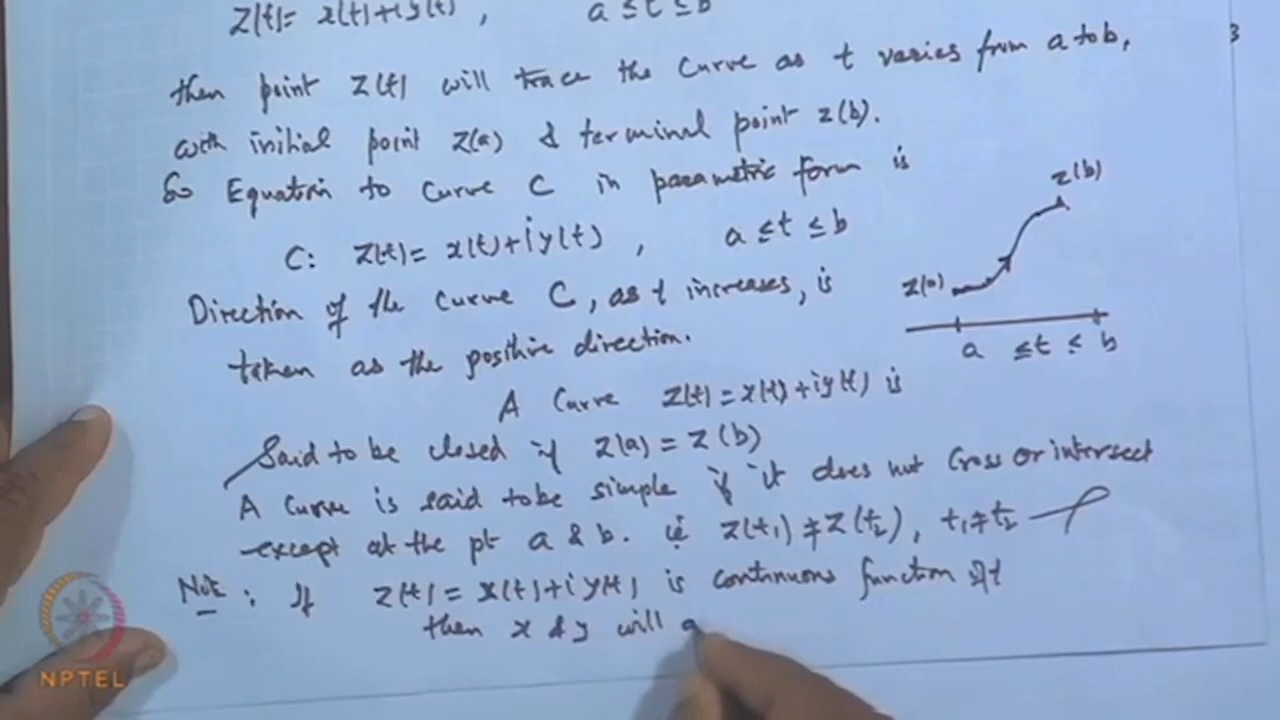 Z(t)= x(t)+iy(t) , a ≤ t ≤ b
3
then point Z(t) will trace the Curve as t varies from a to b,
with initial point Z(a) & terminal point Z(b).
So Equation to Curve C in parametric form is
C: Z(t)= x(t)+iy(t) , a ≤ t ≤ b
Z(b)
Z(a)
a ≤t ≤ b
Direction of the Curve C, as t increases, is
taken as the positive direction.
A Curve Z(t)=x(t)+iy(t) is
Said to be closed if Z(a) = Z(b)
A Curve is said to be simple if it does not Cross or intersect
except at the pt a & b. ie Z(t1) ≠ Z(t2), t1≠t2
Note: If Z(t) = x(t)+iy(t) is continuous function of t
then x & y will a
NPTEL